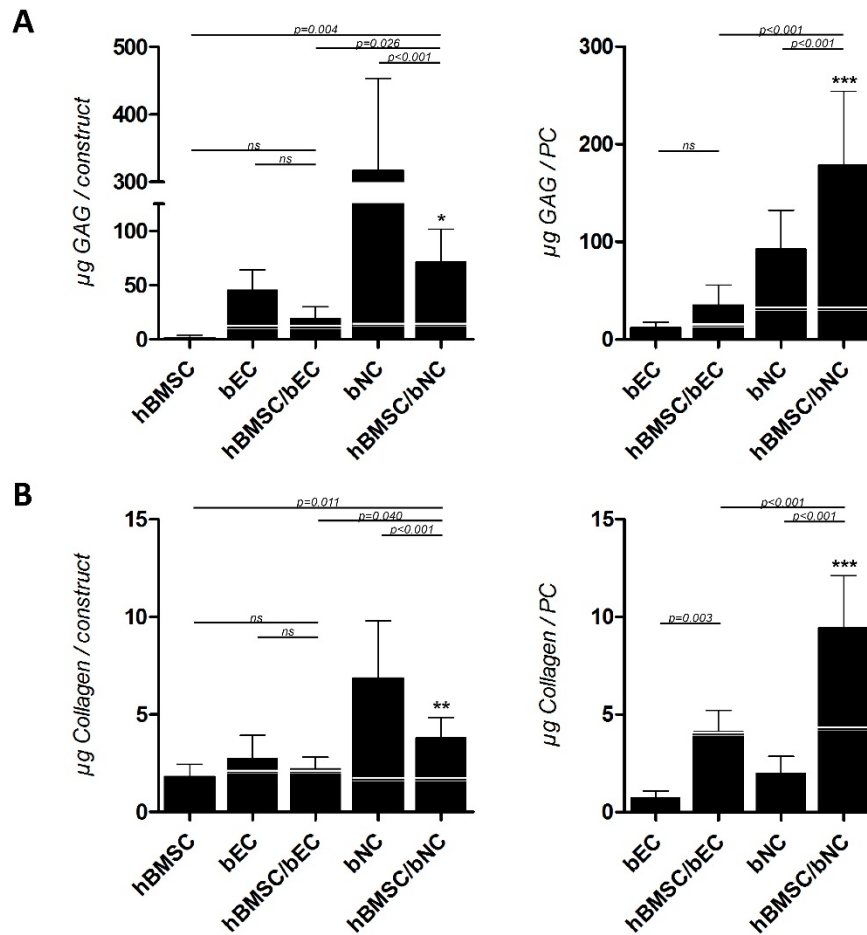 A
p=0.004
p=0.026
p<0.001
ns
ns
*
500
400
300
100
50
0
µg GAG / construct
hBMSC
bEC
hBMSC/bEC
bNC
hBMSC/bNC
p<0.001
p<0.001
***
ns
300
200
100
0
µg GAG / PC
bEC
hBMSC/bEC
bNC
hBMSC/bNC
B
p=0.011
p=0.040
p<0.001
ns
ns
**
15
10
5
0
µg Collagen / construct
hBMSC
bEC
hBMSC/bEC
bNC
hBMSC/bNC
p<0.001
p<0.001
***
p=0.003
15
10
5
0
µg Collagen / PC
bEC
hBMSC/bEC
bNC
hBMSC/bNC